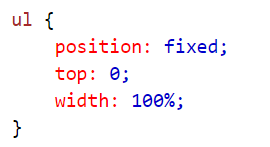 ul {
    position: fixed;
    top: 0;
    width: 100%;
}